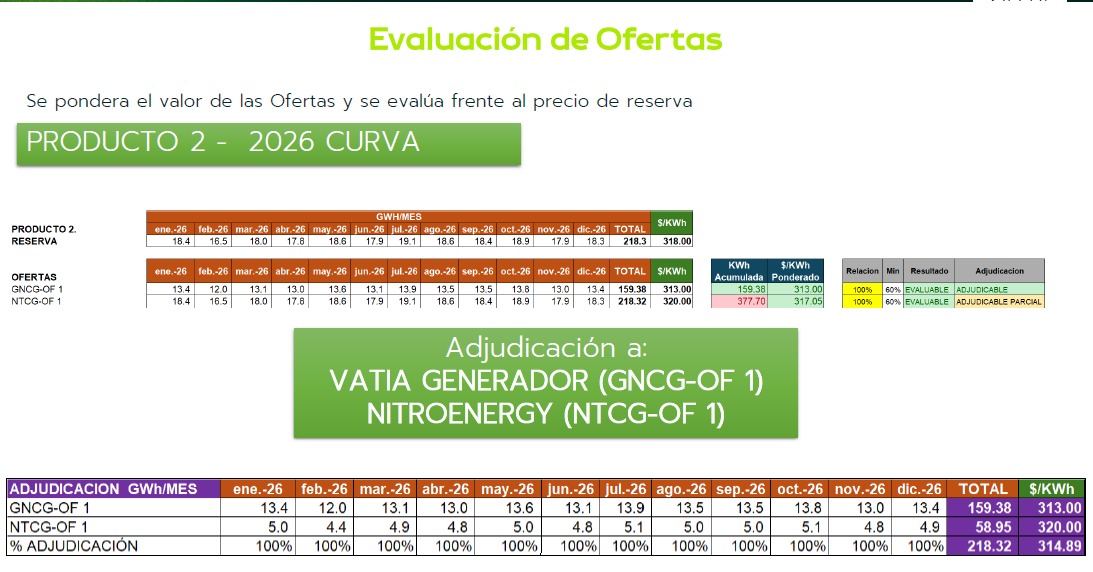 Evaluación de Ofertas
Se pondera el valor de las Ofertas y se evalúa frente al precio de reserva
PRODUCTO 2 - 2026 CURVA
GWH/MES $/KWh
PRODUCTO 2. ene.-26 feb.-26 mar.-26 abr.-26 may.-26 jun.-26 jul.-26 ago.-26 sep.-26 oct.-26 nov.-26 dic.-26 TOTAL
RESERVA 18.4 16.5 18.0 17.8 18.6 17.9 19.1 18.6 18.4 18.9 17.9 18.3 218.3 318.00
OFERTAS ene.-26 feb.-26 mar.-26 abr.-26 may.-26 jun.-26 jul.-26 ago.-26 sep.-26 oct.-26 nov.-26 dic.-26 TOTAL $/KWh KWh Acumulada $/KWh Ponderado Relacion Min Resultado Adjudicacion
GNCG-OF 1 13.4 12.0 13.1 13.0 13.6 13.1 13.9 13.5 13.5 13.8 13.0 13.4 159.38 313.00 159.38 313.00 100% 60% EVALUABLE ADJUDICABLE
NTCG-OF 1 18.4 16.5 18.0 17.8 18.6 17.9 19.1 18.6 18.4 18.9 17.9 18.3 218.32 320.00 377.70 317.05 100% 60% EVALUABLE ADJUDICABLE PARCIAL
Adjudicación a:
VATIA GENERADOR (GNCG-OF 1)
NITROENERGY (NTCG-OF 1)
ADJUDICACION GWh/MES ene.-26 feb.-26 mar.-26 abr.-26 may.-26 jun.-26 jul.-26 ago.-26 sep.-26 oct.-26 nov.-26 dic.-26 TOTAL $/KWh
GNCG-OF 1 13.4 12.0 13.1 13.0 13.6 13.1 13.9 13.5 13.5 13.8 13.0 13.4 159.38 313.00
NTCG-OF 1 5.0 4.4 4.9 4.8 5.0 4.8 5.1 5.0 5.0 5.1 4.8 4.9 58.95 320.00
% ADJUDICACIÓN 100% 100% 100% 100% 100% 100% 100% 100% 100% 100% 100% 100% 218.32 314.89